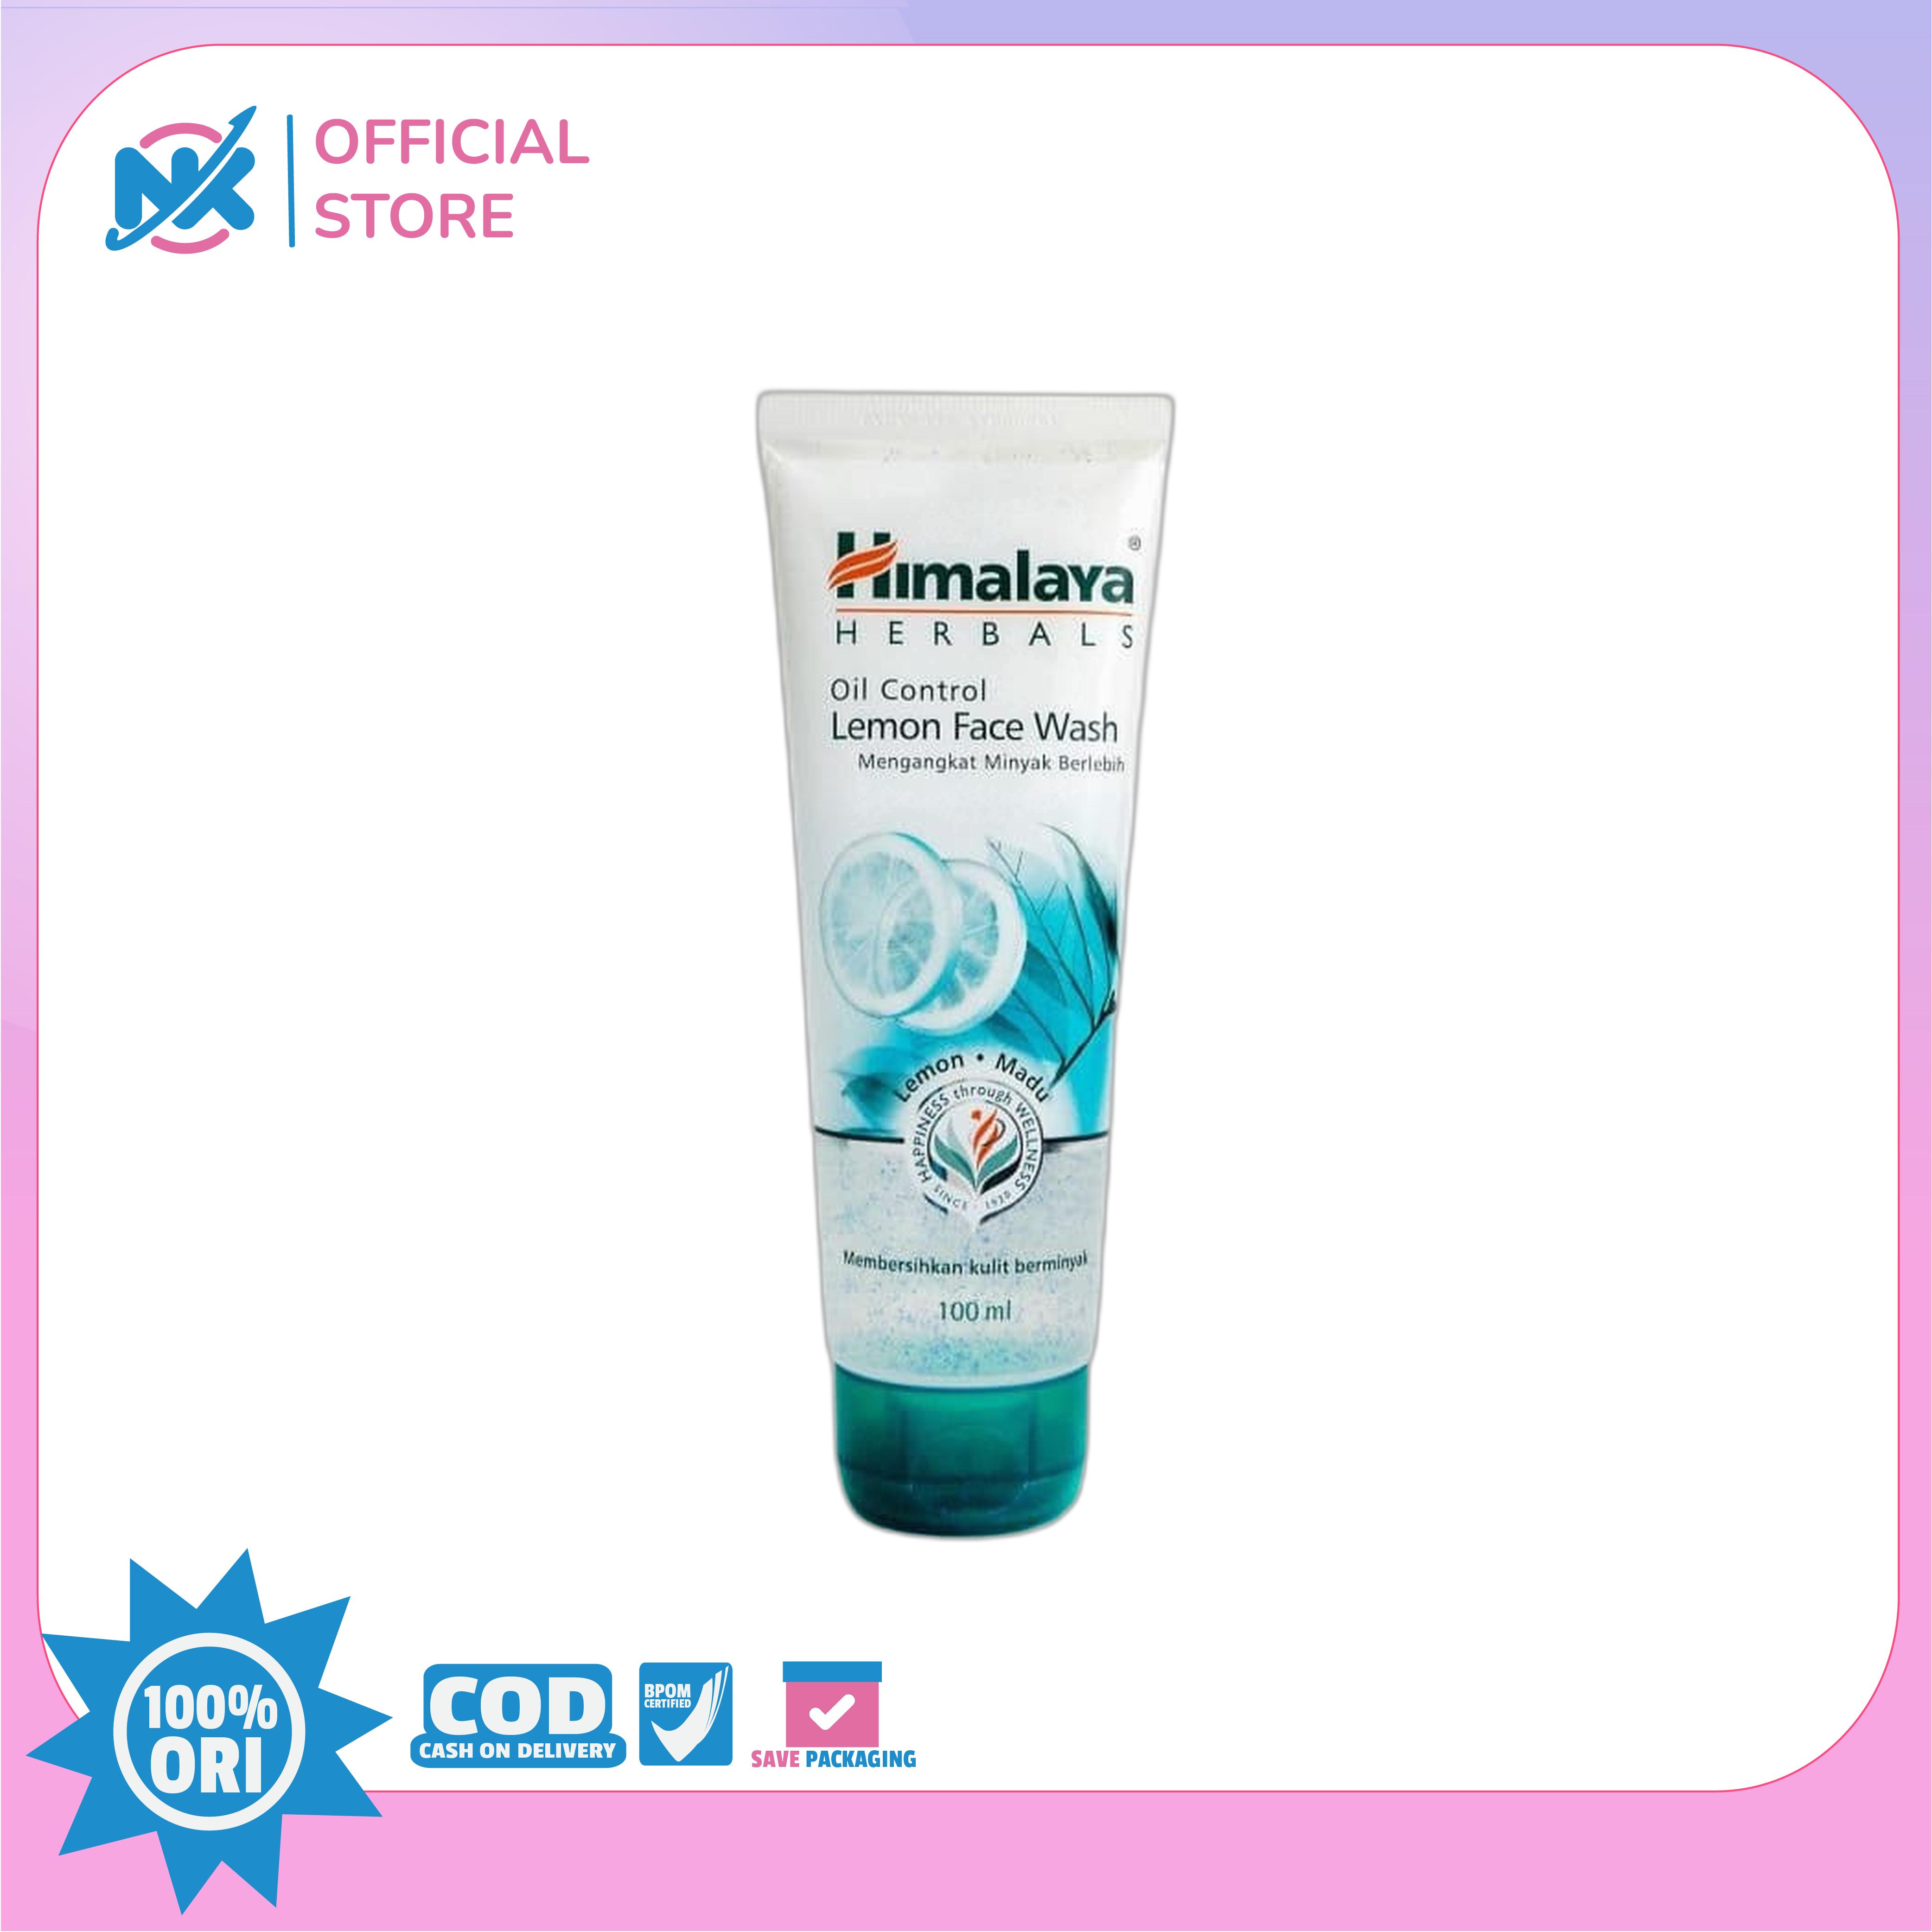 NK
OFFICIAL
STORE
Himalaya®
HERBALS
Oil Control
Lemon Face Wash
Mengangkat Minyak Berlebih
Lemon • Madu
HAPPINESS through WELLNESS
SINCE · 1930
Membersihkan kulit berminyak
100 ml
100%
ORI
COD
CASH ON DELIVERY
BPOM
CERTIFIED
SAVE PACKAGING